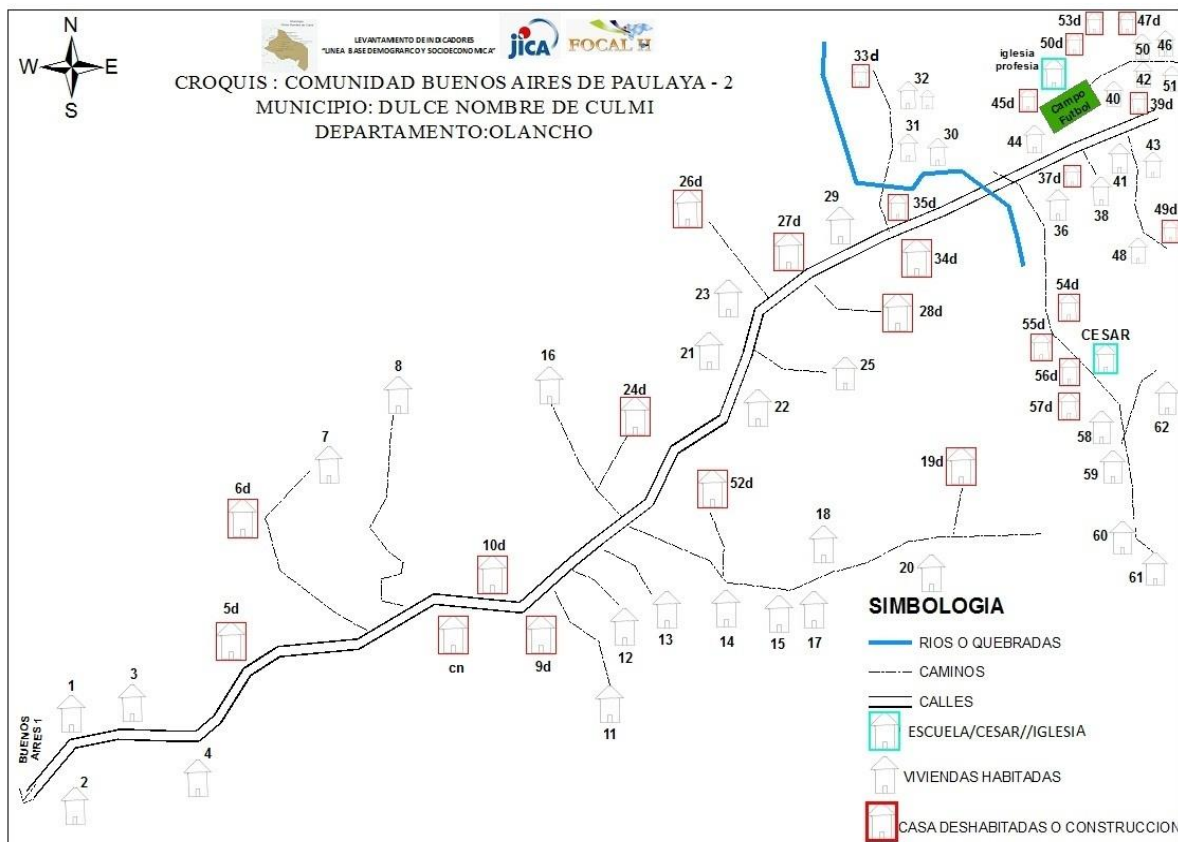 N
W E
S
LEVANTAMIENTO DE INDICADORES
"LINEA BASE DEMOGRAFICO Y SOCIOECONOMICA"
JICA
FOCAL H
CROQUIS : COMUNIDAD BUENOS AIRES DE PAULAYA - 2
MUNICIPIO: DULCE NOMBRE DE CULMI
DEPARTAMENTO:OLANCHO
53d
47d
50d
50
46
iglesia
profesia
33d
32
42
51
45d
Campo
Futbol
40
39d
31
30
44
43
41
37d
38
26d
29
35d
36
49d
27d
34d
48
23
28d
54d
21
55d
CESAR
8
16
25
56d
24d
22
57d
62
58
7
19d
59
6d
52d
18
60
10d
20
61
5d
13
14
15
17
12
cn
9d
1
3
11
BUENOS
AIRES 1
4
2
SIMBOLOGIA
RIOS O QUEBRADAS
CAMINOS
CALLES
ESCUELA/CESAR//IGLESIA
VIVIENDAS HABITADAS
CASA DESHABITADAS O CONSTRUCCION